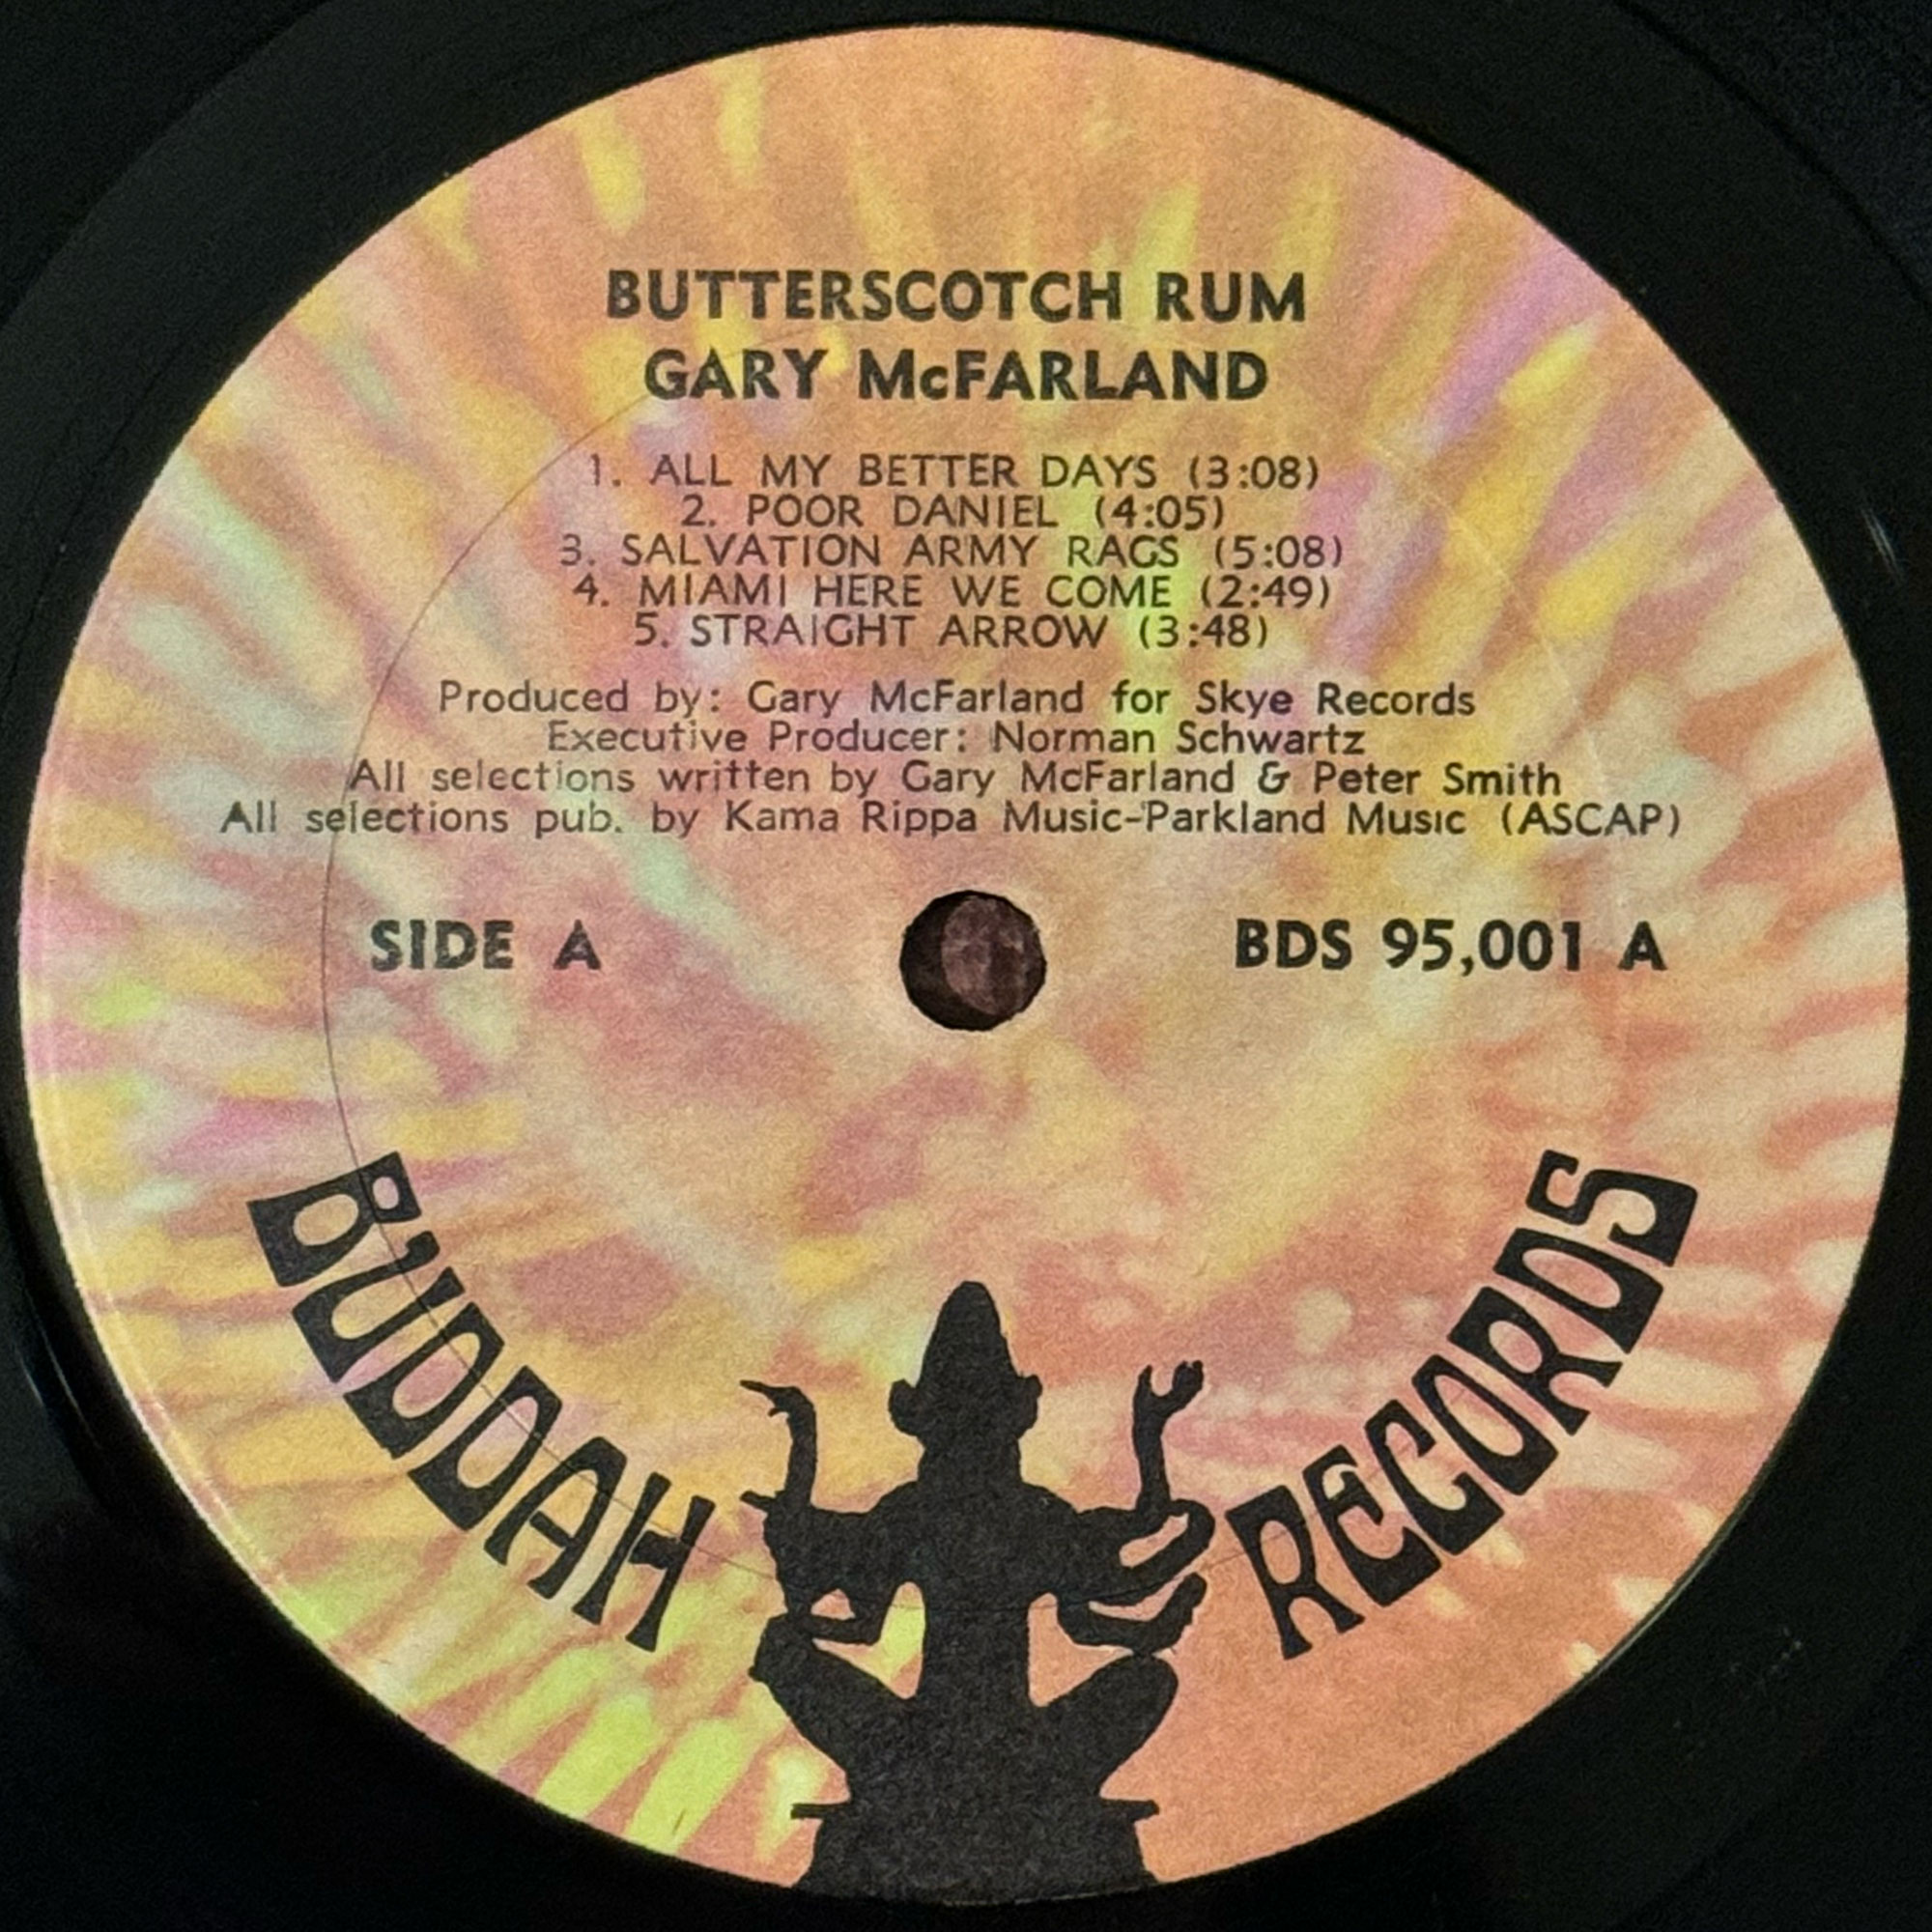 BUTTERSCOTCH RUM
GARY McFARLAND
1. ALL MY BETTER DAYS (3:08)
2. POOR DANIEL (4:05)
3. SALVATION ARMY RAGS (5:08)
4. MIAMI HERE WE COME (2:49)
5. STRAIGHT ARROW (3:48)
Produced by: Gary McFarland for Skye Records
Executive Producer: Norman Schwartz
All selections written by Gary McFarland & Peter Smith
All selections pub. by Kama Rippa Music-Parkland Music (ASCAP)
SIDE A
BDS 95,001 A
BUDDAH RECORDS